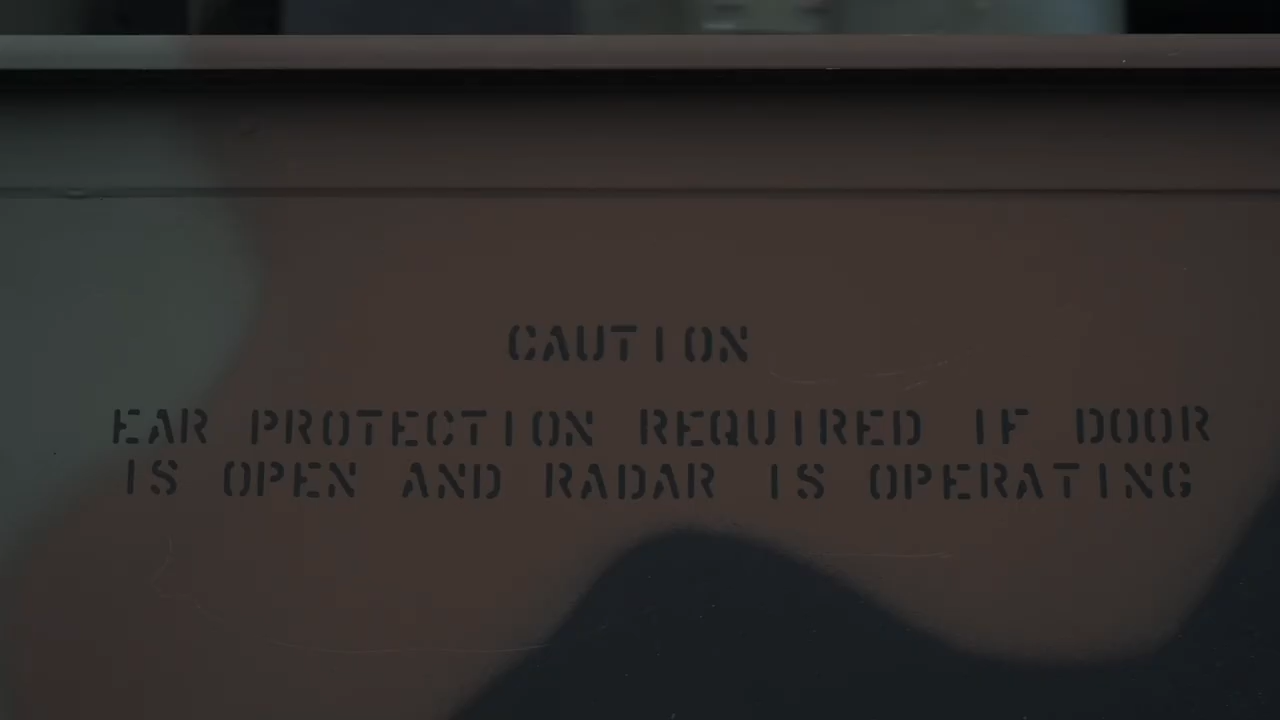 CAUTION
EAR PROTECTION REQUIRED IF DOOR
IS OPEN AND RADAR IS OPERATING